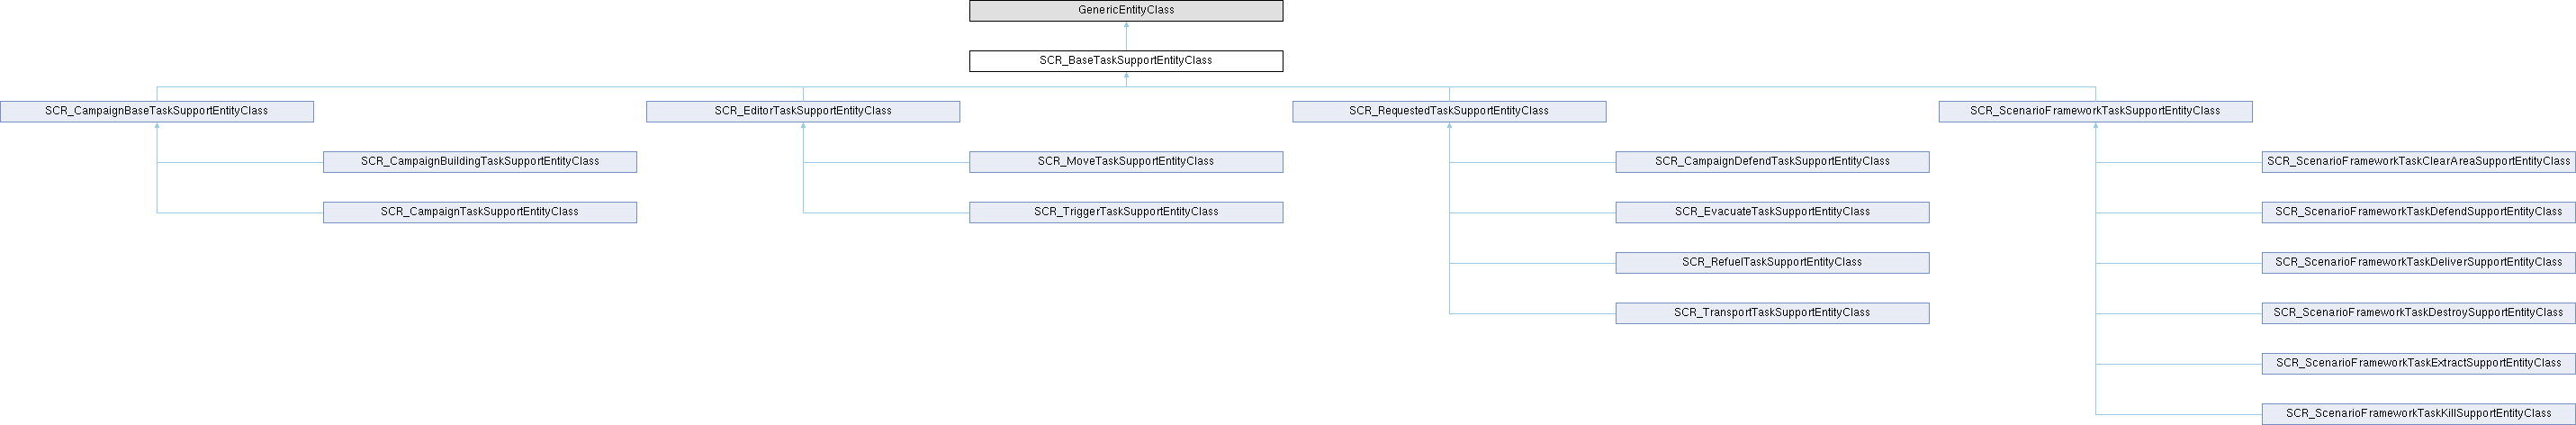 GenericEntityClass
SCR_BaseTaskSupportEntityClass
SCR_CampaignBaseTaskSupportEntityClass
SCR_EditorTaskSupportEntityClass
SCR_RequestedTaskSupportEntityClass
SCR_ScenarioFrameworkTaskSupportEntityClass
SCR_CampaignBuildingTaskSupportEntityClass
SCR_MoveTaskSupportEntityClass
SCR_CampaignDefendTaskSupportEntityClass
SCR_ScenarioFrameworkTaskClearAreaSupportEntityClass
SCR_CampaignTaskSupportEntityClass
SCR_TriggerTaskSupportEntityClass
SCR_EvacuateTaskSupportEntityClass
SCR_ScenarioFrameworkTaskDefendSupportEntityClass
SCR_RefuelTaskSupportEntityClass
SCR_ScenarioFrameworkTaskDeliverSupportEntityClass
SCR_TransportTaskSupportEntityClass
SCR_ScenarioFrameworkTaskDestroySupportEntityClass
SCR_ScenarioFrameworkTaskExtractSupportEntityClass
SCR_ScenarioFrameworkTaskKillSupportEntityClass